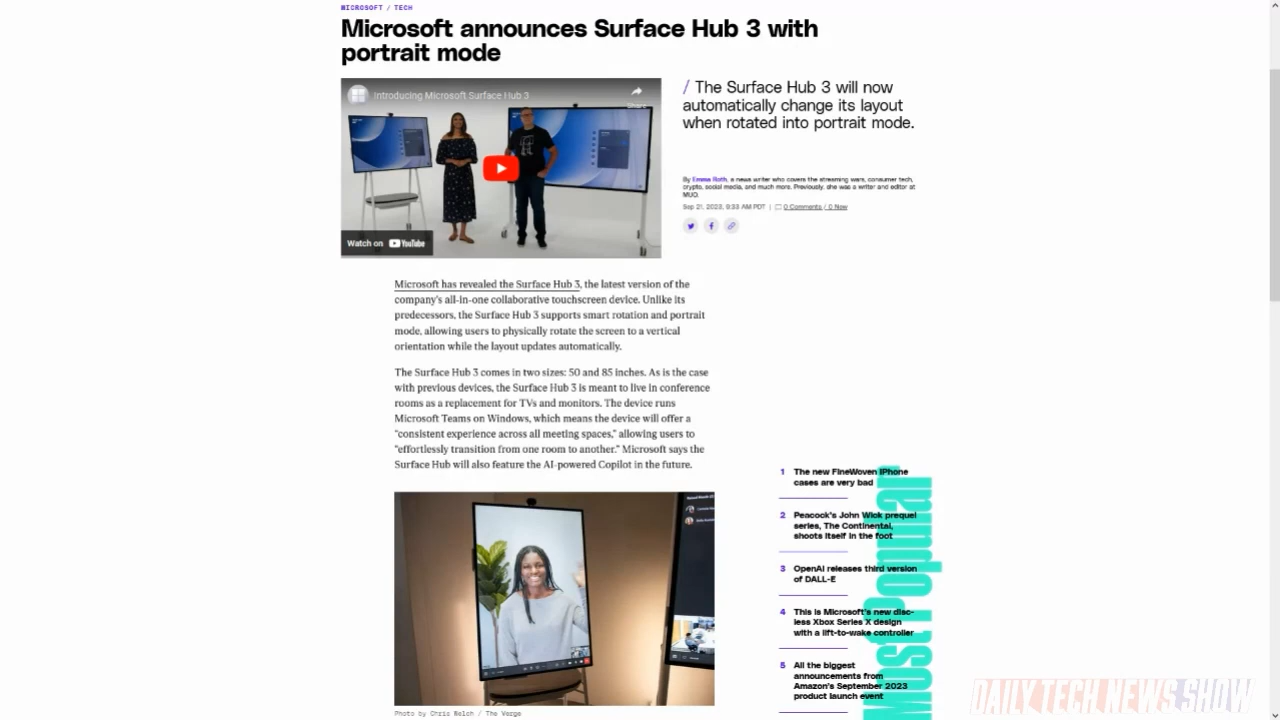 MICROSOFT / TECH
Microsoft announces Surface Hub 3 with
portrait mode
Introducing Microsoft Surface Hub 3
Share
Watch on YouTube
/ The Surface Hub 3 will now
automatically change its layout
when rotated into portrait mode.
By Emma Roth, a news writer who covers the streaming wars, consumer tech,
crypto, social media, and much more. Previously, she was a writer and editor at
MUO.
Sep 21, 2023, 9:33 AM PDT | 0 Comments / 0 New
Microsoft has revealed the Surface Hub 3, the latest version of the
company's all-in-one collaborative touchscreen device. Unlike its
predecessors, the Surface Hub 3 supports smart rotation and portrait
mode, allowing users to physically rotate the screen to a vertical
orientation while the layout updates automatically.
The Surface Hub 3 comes in two sizes: 50 and 85 inches. As is the case
with previous devices, the Surface Hub 3 is meant to live in conference
rooms as a replacement for TVs and monitors. The device runs
Microsoft Teams on Windows, which means the device will offer a
“consistent experience across all meeting spaces,” allowing users to
“effortlessly transition from one room to another.” Microsoft says the
Surface Hub will also feature the AI-powered Copilot in the future.
Photo by Chris Welch / The Verge
Most Popular
1 The new FineWoven iPhone
cases are very bad
2 Peacock's John Wick prequel
series, The Continental,
shoots itself in the foot
3 OpenAI releases third version
of DALL-E
4 This is Microsoft's new disc-
less Xbox Series X design
with a lift-to-wake controller
5 All the biggest
announcements from
Amazon's September 2023
product launch event
DAILY TECH NEWS SHOW